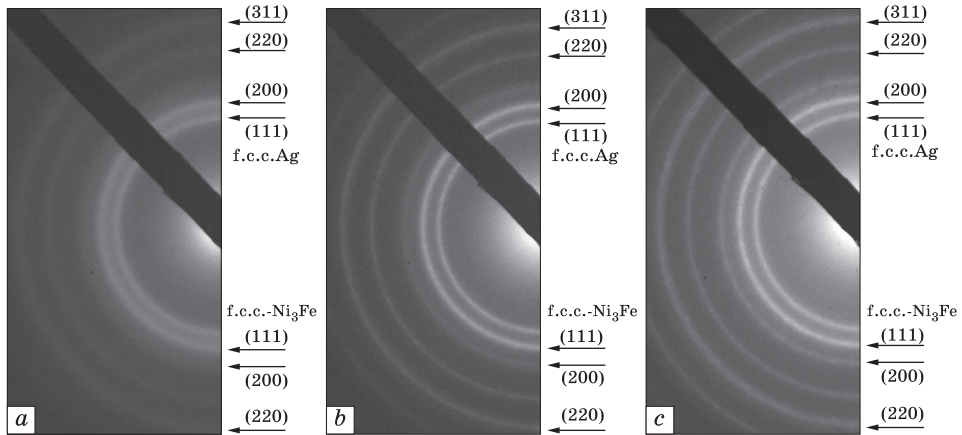 (311)
(220)
(200)
(111)
f.c.c.Ag
f.c.c.-Ni₃Fe
(111)
(200)
(220)
a
(311)
(220)
(200)
(111)
f.c.c.Ag
f.c.c.-Ni₃Fe
(111)
(200)
(220)
b
(311)
(220)
(200)
(111)
f.c.c.Ag
f.c.c.-Ni₃Fe
(111)
(200)
(220)
c